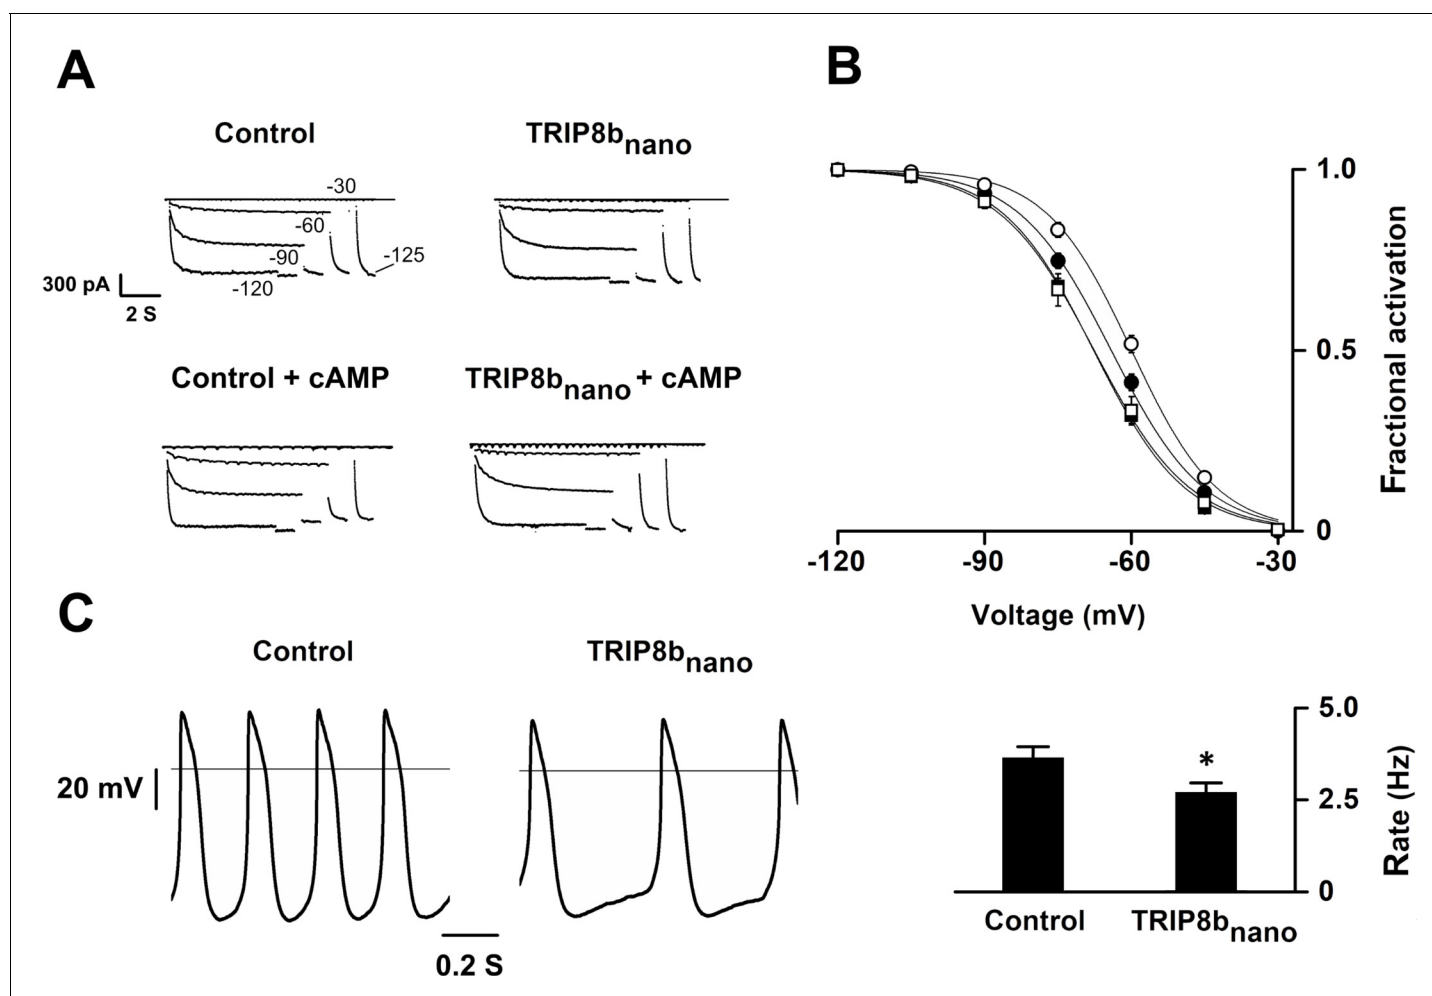 A
Control
TRIP8bnano
-30
-60
-90
-125
-120
300 pA
2 S
Control + cAMP
TRIP8bnano + cAMP
B
1.0
0.5
0
Fractional activation
-120 -90 -60 -30
Voltage (mV)
C
Control
TRIP8bnano
20 mV
0.2 S
5.0
2.5
0
Rate (Hz)
*
Control
TRIP8bnano